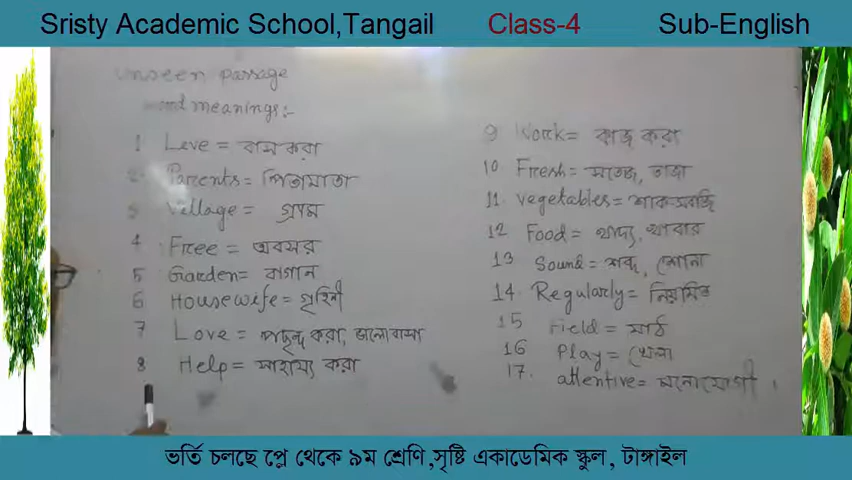 Sristy Academic School,Tangail Class-4 Sub-English
unseen passage
word meanings:-
1 Leve = বাস করা
2 Parents = পিতামাতা
3 Village = গ্রাম
4 Free = অবসর
5 Garden = বাগান
6 Housewife = গৃহিনী
7 Love = পছন্দ করা, ভালোবাসা
8 Help = সাহায্য করা
9 Work = কাজ করা
10 Fresh = সতেজ, তাজা
11 vegetables = শাক-সবজি
12 Food = খাদ্য, খাবার
13 Sound = শব্দ, শোনা
14 Regularly = নিয়মিত
15 Field = মাঠ
16 Play = খেলা
17. attentive = মনোযোগী ।
ভর্তি চলছে প্লে থেকে ৯ম শ্রেণি,সৃষ্টি একাডেমিক স্কুল, টাঙ্গাইল